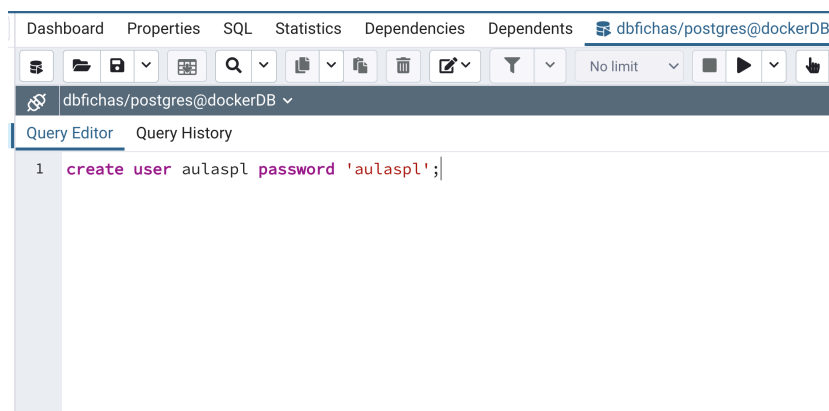 Dashboard Properties SQL Statistics Dependencies Dependents dbfichas/postgres@dockerDB
No limit
dbfichas/postgres@dockerDB
Query Editor Query History
1 create user aulaspl password 'aulaspl';